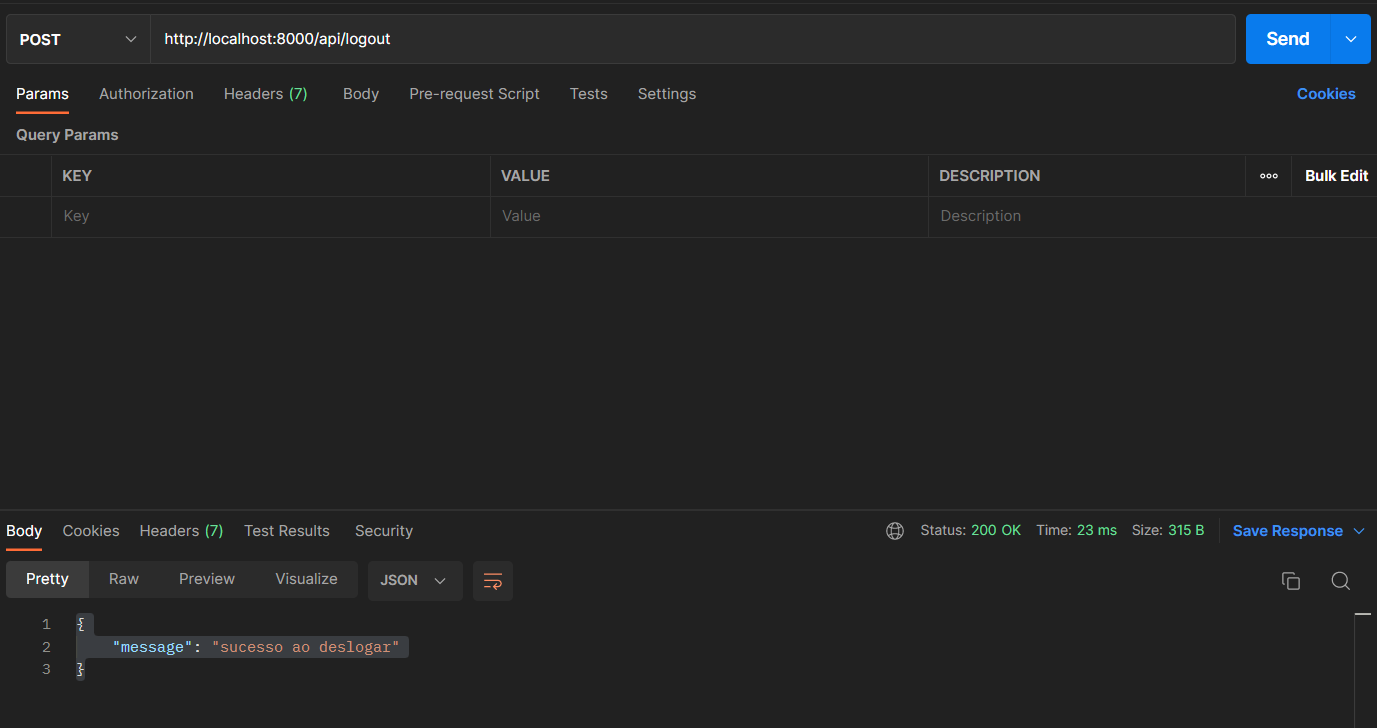 POST http://localhost:8000/api/logout Send
Params Authorization Headers (7) Body Pre-request Script Tests Settings Cookies
Query Params
KEY VALUE DESCRIPTION ooo Bulk Edit
Key Value Description
Body Cookies Headers (7) Test Results Security Status: 200 OK Time: 23 ms Size: 315 B Save Response
Pretty Raw Preview Visualize JSON
1 {
2 "message": "sucesso ao deslogar"
3 }